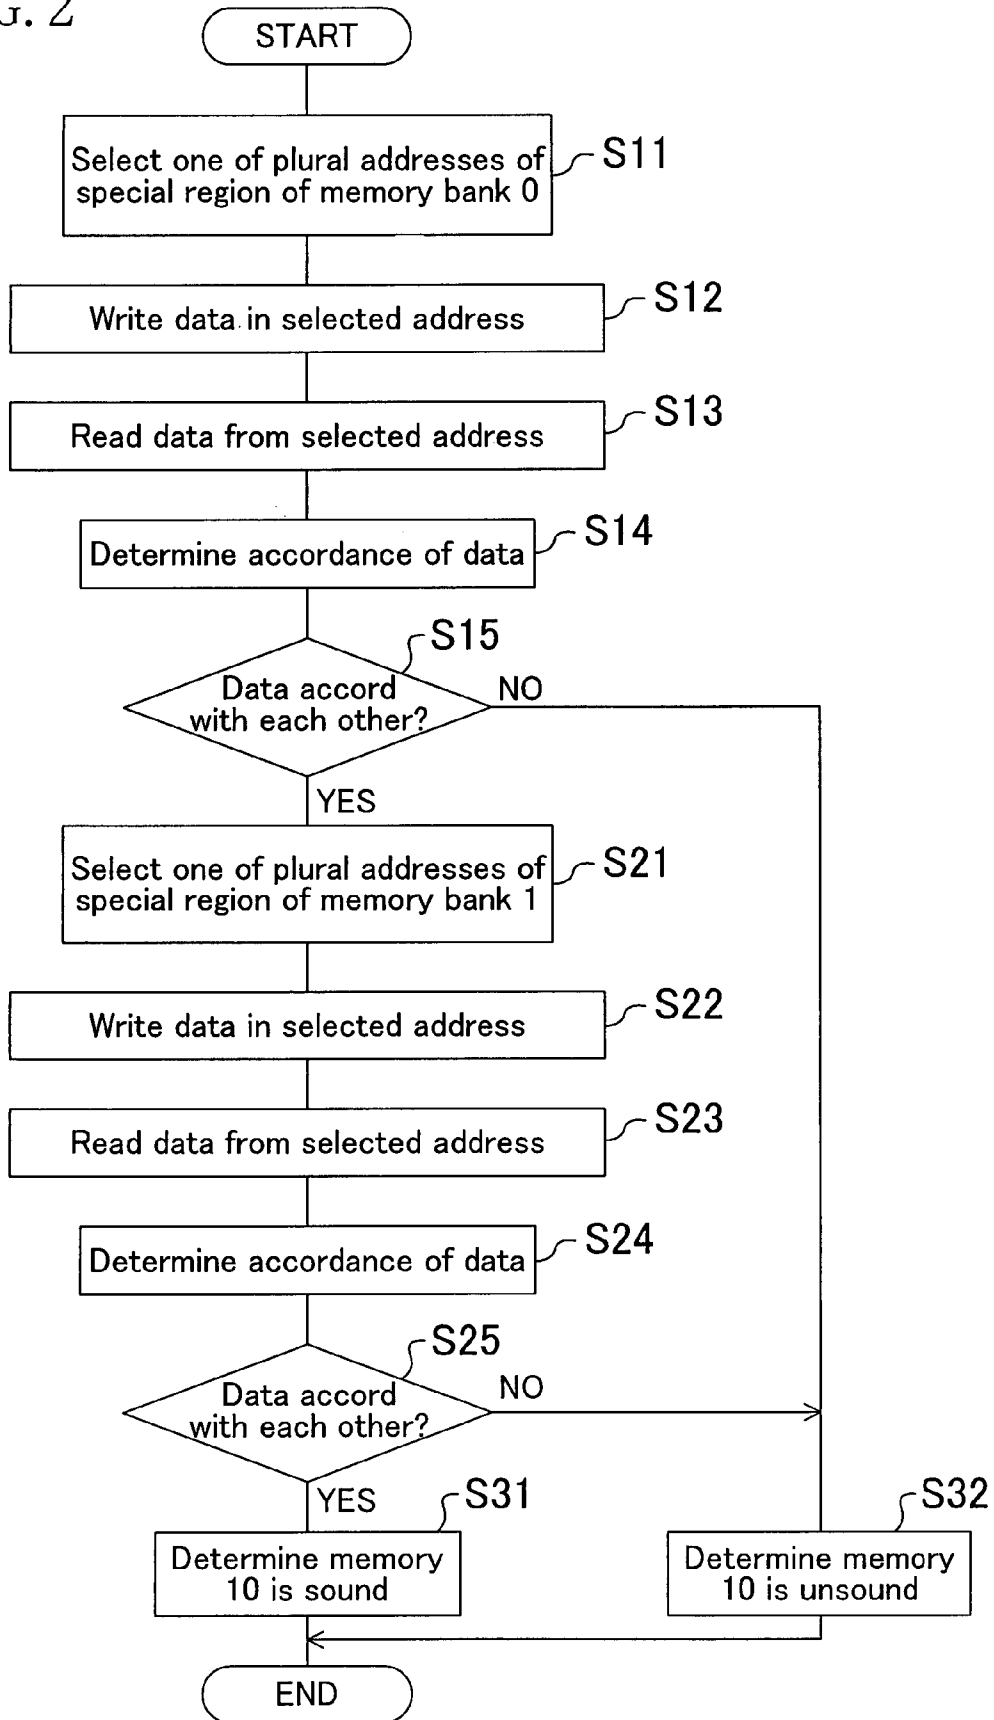 G. 2
START
Select one of plural addresses of
special region of memory bank 0
S11
Write data in selected address
S12
Read data from selected address
S13
Determine accordance of data
S14
S15
Data accord
with each other?
NO
YES
Select one of plural addresses of
special region of memory bank 1
S21
Write data in selected address
S22
Read data from selected address
S23
Determine accordance of data
S24
S25
Data accord
with each other?
NO
YES
S31
Determine memory
10 is sound
S32
Determine memory
10 is unsound
END